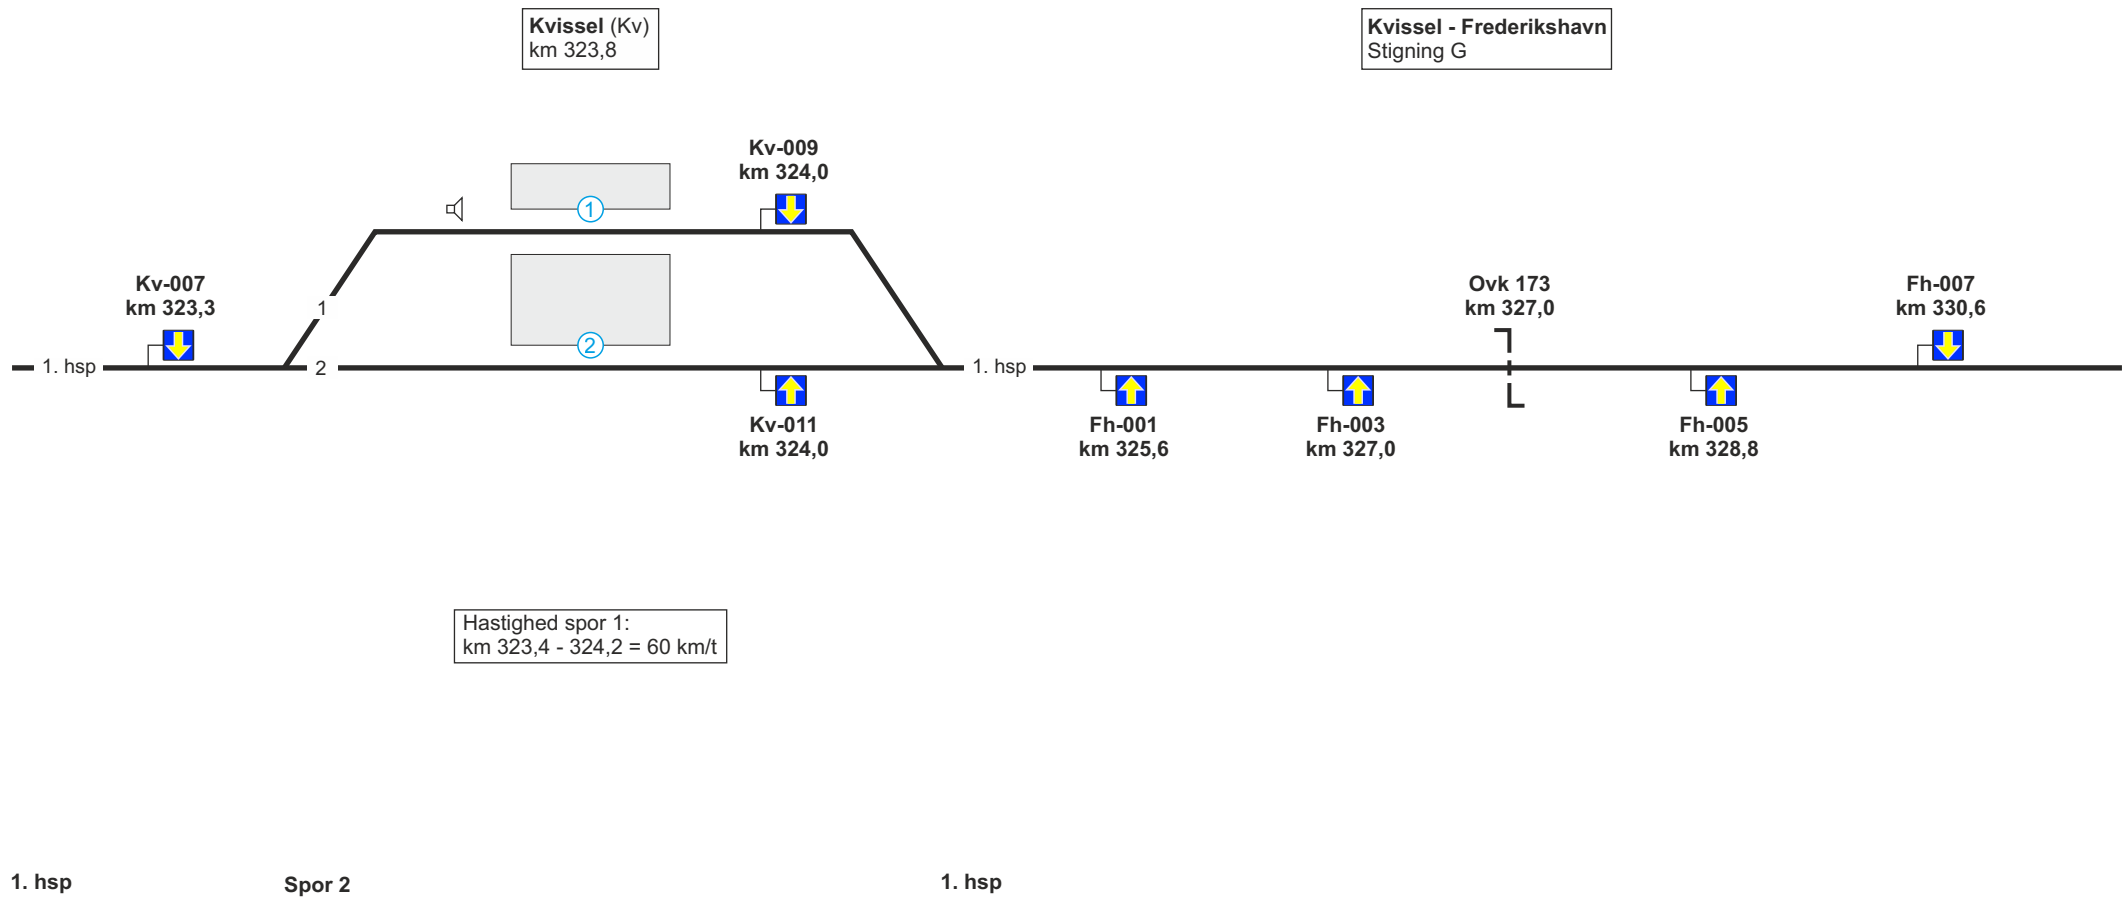 Kvissel (Kv)
km 323,8
Kvissel - Frederikshavn
Stigning G
Kv-009
km 324,0
1
Kv-007
km 323,3
1
Ovk 173
km 327,0
Fh-007
km 330,6
2
1. hsp
2
1. hsp
Kv-011
km 324,0
Fh-001
km 325,6
Fh-003
km 327,0
Fh-005
km 328,8
Hastighed spor 1:
km 323,4 - 324,2 = 60 km/t
1. hsp
Spor 2
1. hsp